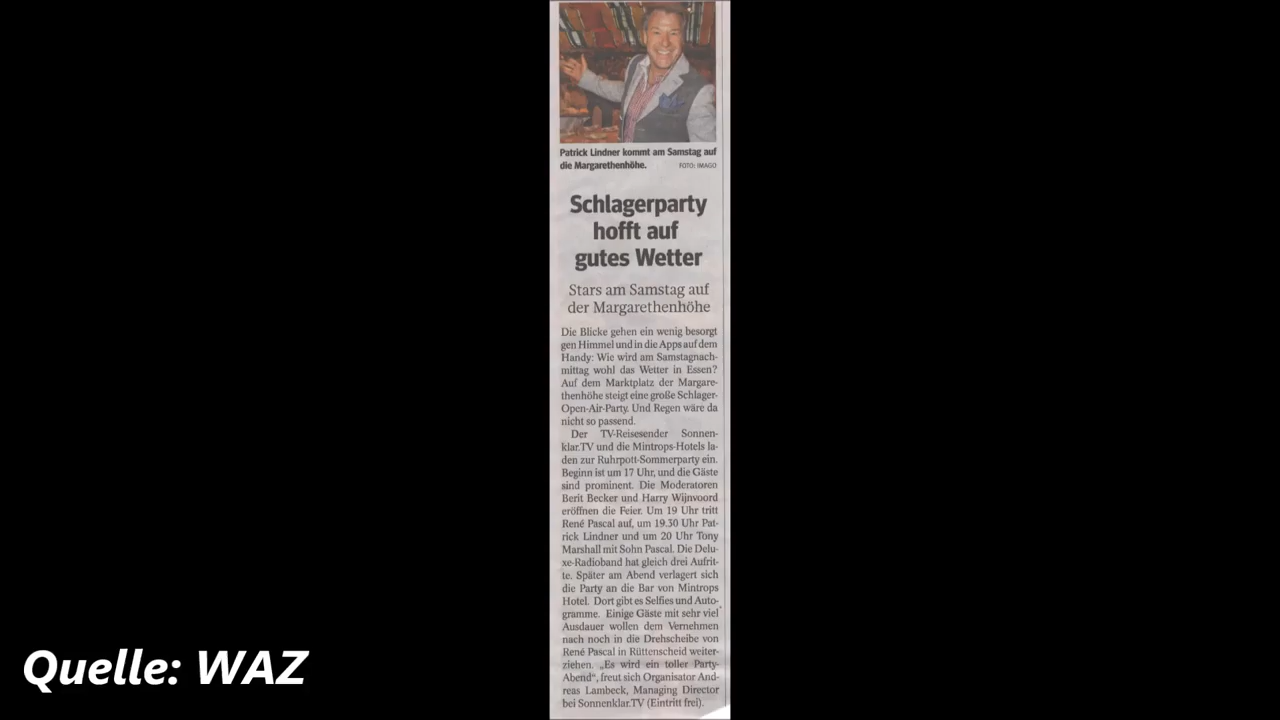 Patrick Lindner kommt am Samstag auf
die Margarethenhöhe.
FOTO: IMAGO
Schlagerparty
hofft auf
gutes Wetter
Stars am Samstag auf
der Margarethenhöhe
Die Blicke gehen ein wenig besorgt
gen Himmel und in die Apps auf dem
Handy: Wie wird am Samstagnach-
mittag wohl das Wetter in Essen?
Auf dem Marktplatz der Margare-
thenhöhe steigt eine große Schlager-
Open-Air-Party. Und Regen wäre da
nicht so passend.
Der TV-Reisesender Sonnen-
klar.TV und die Mintrops-Hotels la-
den zur Ruhrpott-Sommerparty ein.
Beginn ist um 17 Uhr, und die Gäste
sind prominent. Die Moderatoren
Berit Becker und Harry Wijnvoord
eröffnen die Feier. Um 19 Uhr tritt
René Pascal auf, um 19.30 Uhr Pat-
rick Lindner und um 20 Uhr Tony
Marshall mit Sohn Pascal. Die Delu-
xe-Radioband hat gleich drei Auftrit-
te. Später am Abend verlagert sich
die Party an die Bar von Mintrops
Hotel. Dort gibt es Selfies und Auto-
gramme. Einige Gäste mit sehr viel
Ausdauer wollen dem Vernehmen
nach noch in die Drehscheibe von
René Pascal in Rüttenscheid weiter-
ziehen. „Es wird ein toller Party-
Abend“, freut sich Organisator And-
reas Lambeck, Managing Director
bei Sonnenklar.TV (Eintritt frei).
Quelle: WAZ